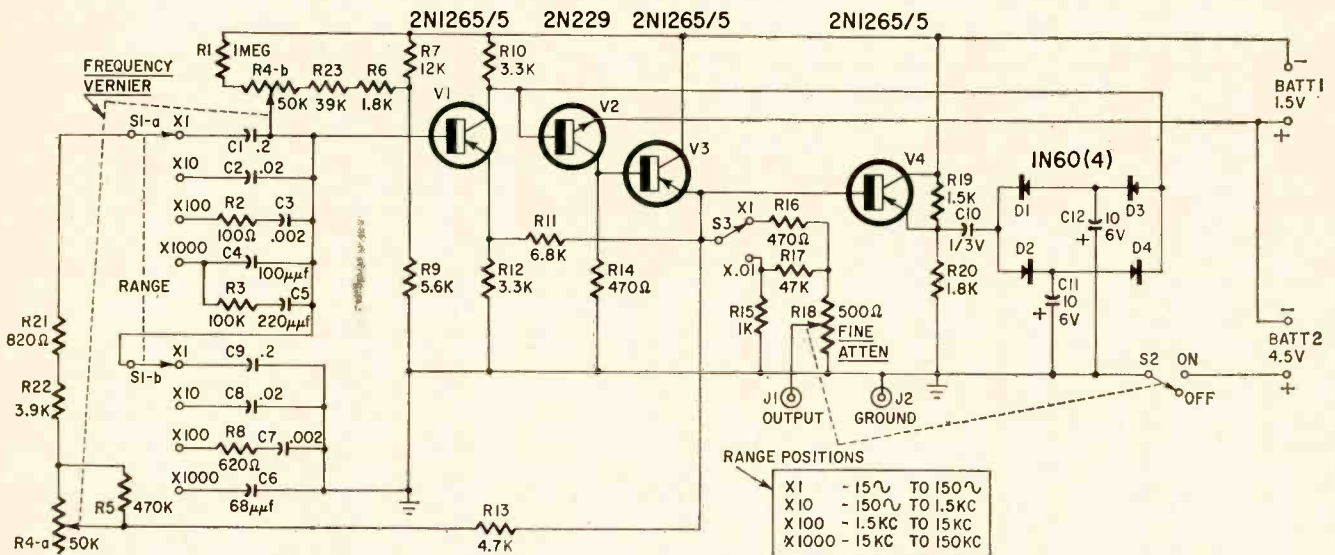 2N1265/5 2N229 2N1265/5 2N1265/5
R1 1MEG
R7 12K
R10 3.3K
FREQUENCY VERNIER
R4-b 50K
R23 39K
R6 1.8K
V1
V2
V3
V4
BATT 1 1.5V
- +
S1-a X1
C1 .2
X10
C2 .02
X100
R2 100Ω
C3 .002
X1000
C4 100µµf
RANGE
R3 100K
C5 220µµf
R9 5.6K
R11 6.8K
R12 3.3K
R14 470Ω
S3 X1
X.01
R16 470Ω
R17 47K
R15 1K
R18 500Ω
FINE ATTEN
R19 1.5K
R20 1.8K
C10 1/3V
1N60(4)
D1
D2
D3
D4
C12 10 6V +
C11 10 6V +
BATT2 4.5V
- +
S2 ON
OFF
R21 820Ω
R22 3.9K
S1-b X1
C9 .2
X10
C8 .02
X100
R8 620Ω
C7 .002
X1000
C6 68µµf
R5 470K
R4-a 50K
R13 4.7K
J1 OUTPUT
J2 GROUND
RANGE POSITIONS
X1 - 15∿ TO 150∿
X10 - 150∿ TO 1.5KC
X100 - 1.5KC TO 15KC
X1000 - 15KC TO 150KC